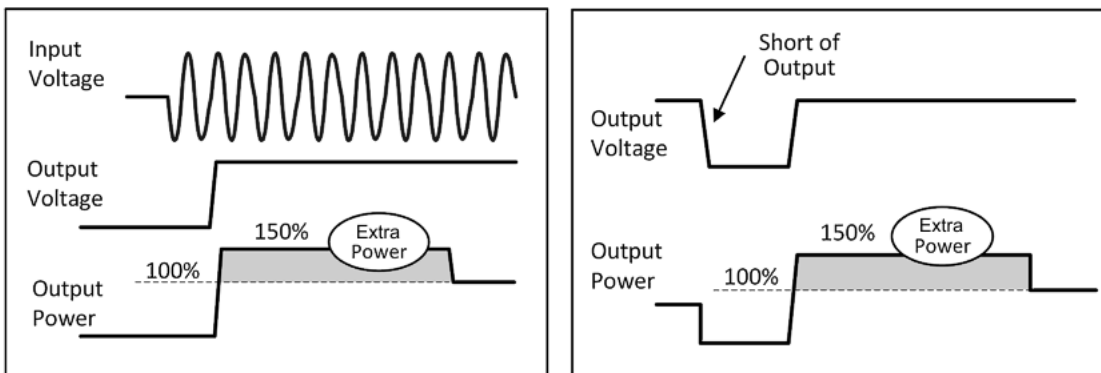 Input
Voltage
Output
Voltage
150%
Extra
Power
100%
Output
Power
Short of
Output
Output
Voltage
150%
Extra
Power
Output
Power
100%